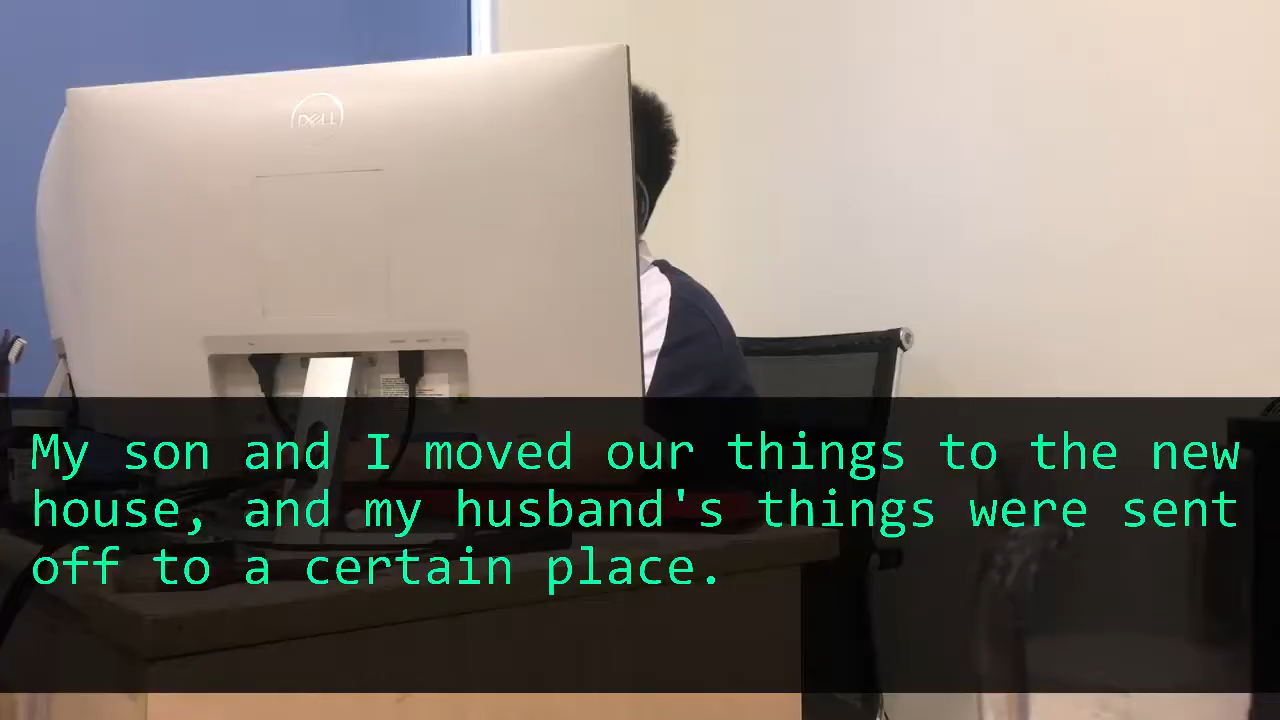 DELL
My son and I moved our things to the new
house, and my husband's things were sent
off to a certain place.